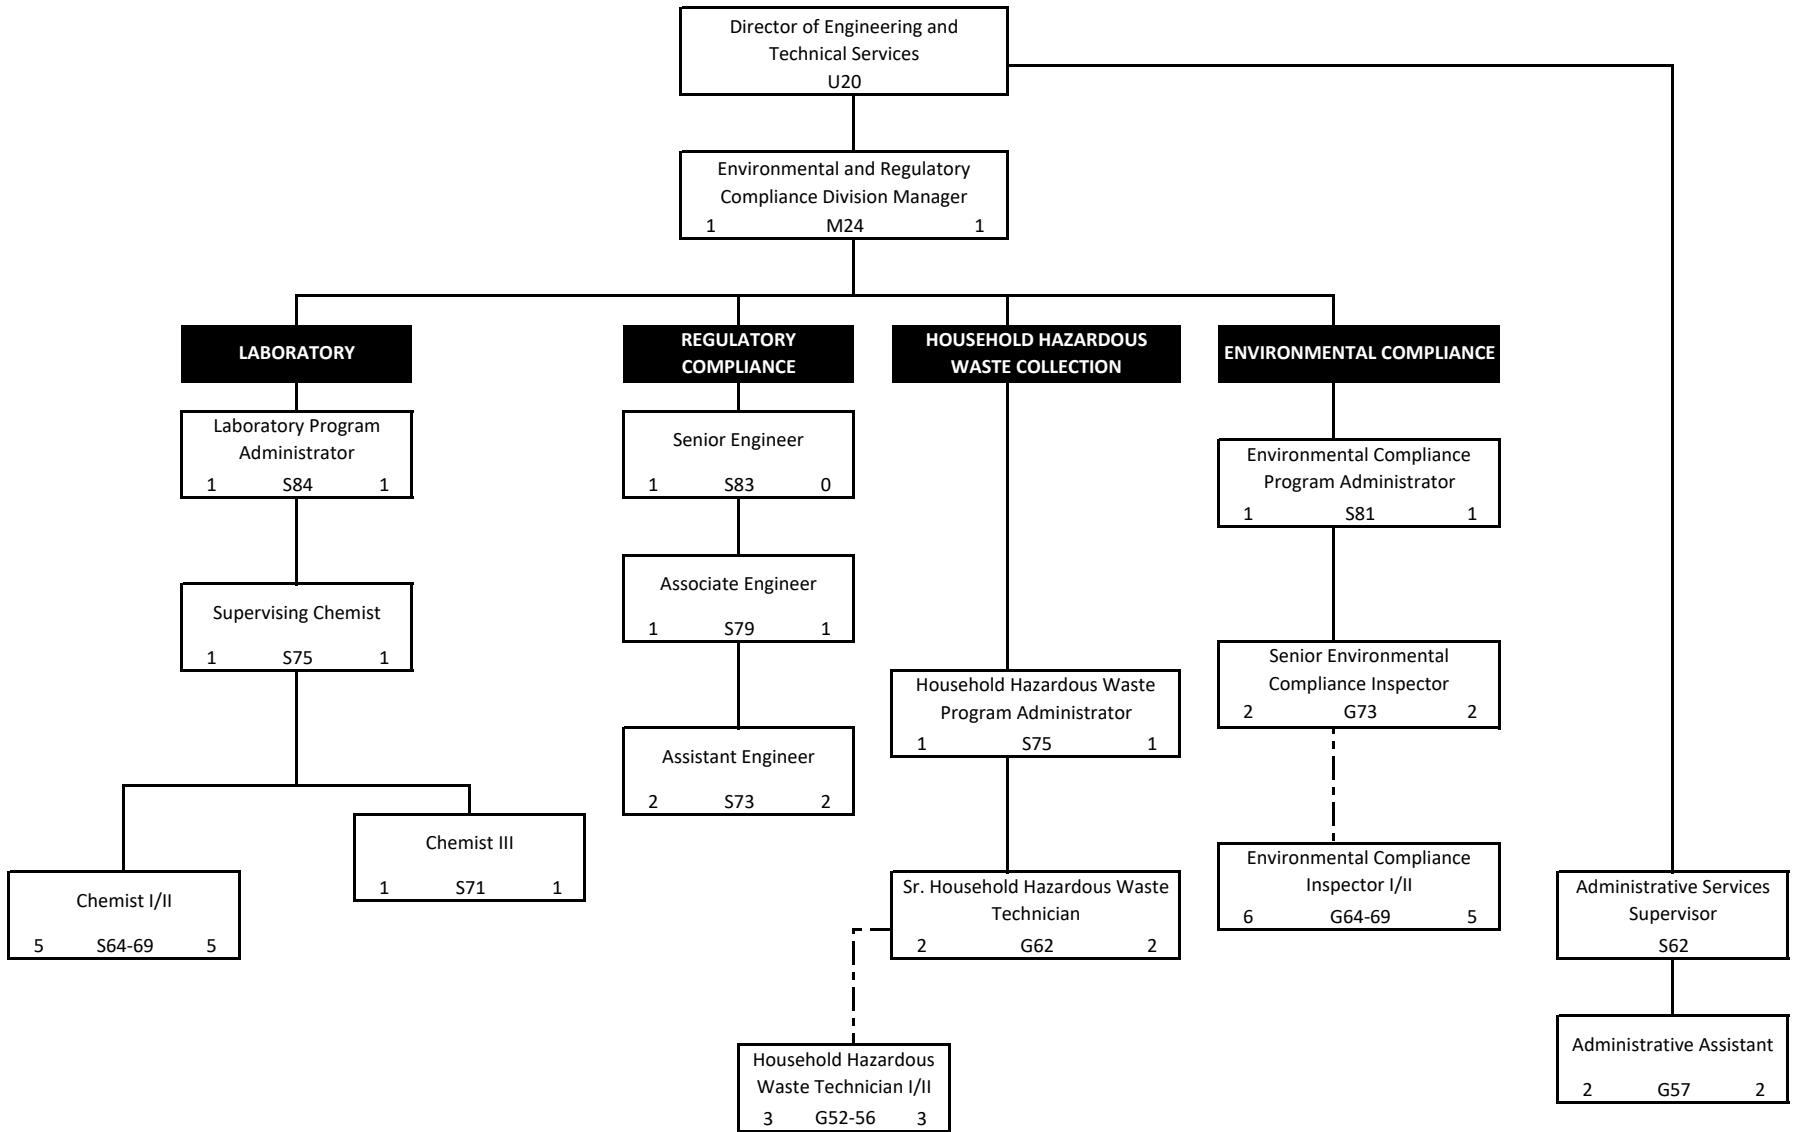 Director of Engineering and
Technical Services
U20
Environmental and Regulatory
Compliance Division Manager
1 M24 1
LABORATORY
Laboratory Program
Administrator
1 S84 1
Supervising Chemist
1 S75 1
Chemist I/II
5 S64-69 5
Chemist III
1 S71 1
REGULATORY
COMPLIANCE
Senior Engineer
1 S83 0
Associate Engineer
1 S79 1
Assistant Engineer
2 S73 2
HOUSEHOLD HAZARDOUS
WASTE COLLECTION
Household Hazardous Waste
Program Administrator
1 S75 1
Sr. Household Hazardous Waste
Technician
2 G62 2
Household Hazardous
Waste Technician I/II
3 G52-56 3
ENVIRONMENTAL COMPLIANCE
Environmental Compliance
Program Administrator
1 S81 1
Senior Environmental
Compliance Inspector
2 G73 2
Environmental Compliance
Inspector I/II
6 G64-69 5
Administrative Services
Supervisor
S62
Administrative Assistant
2 G57 2